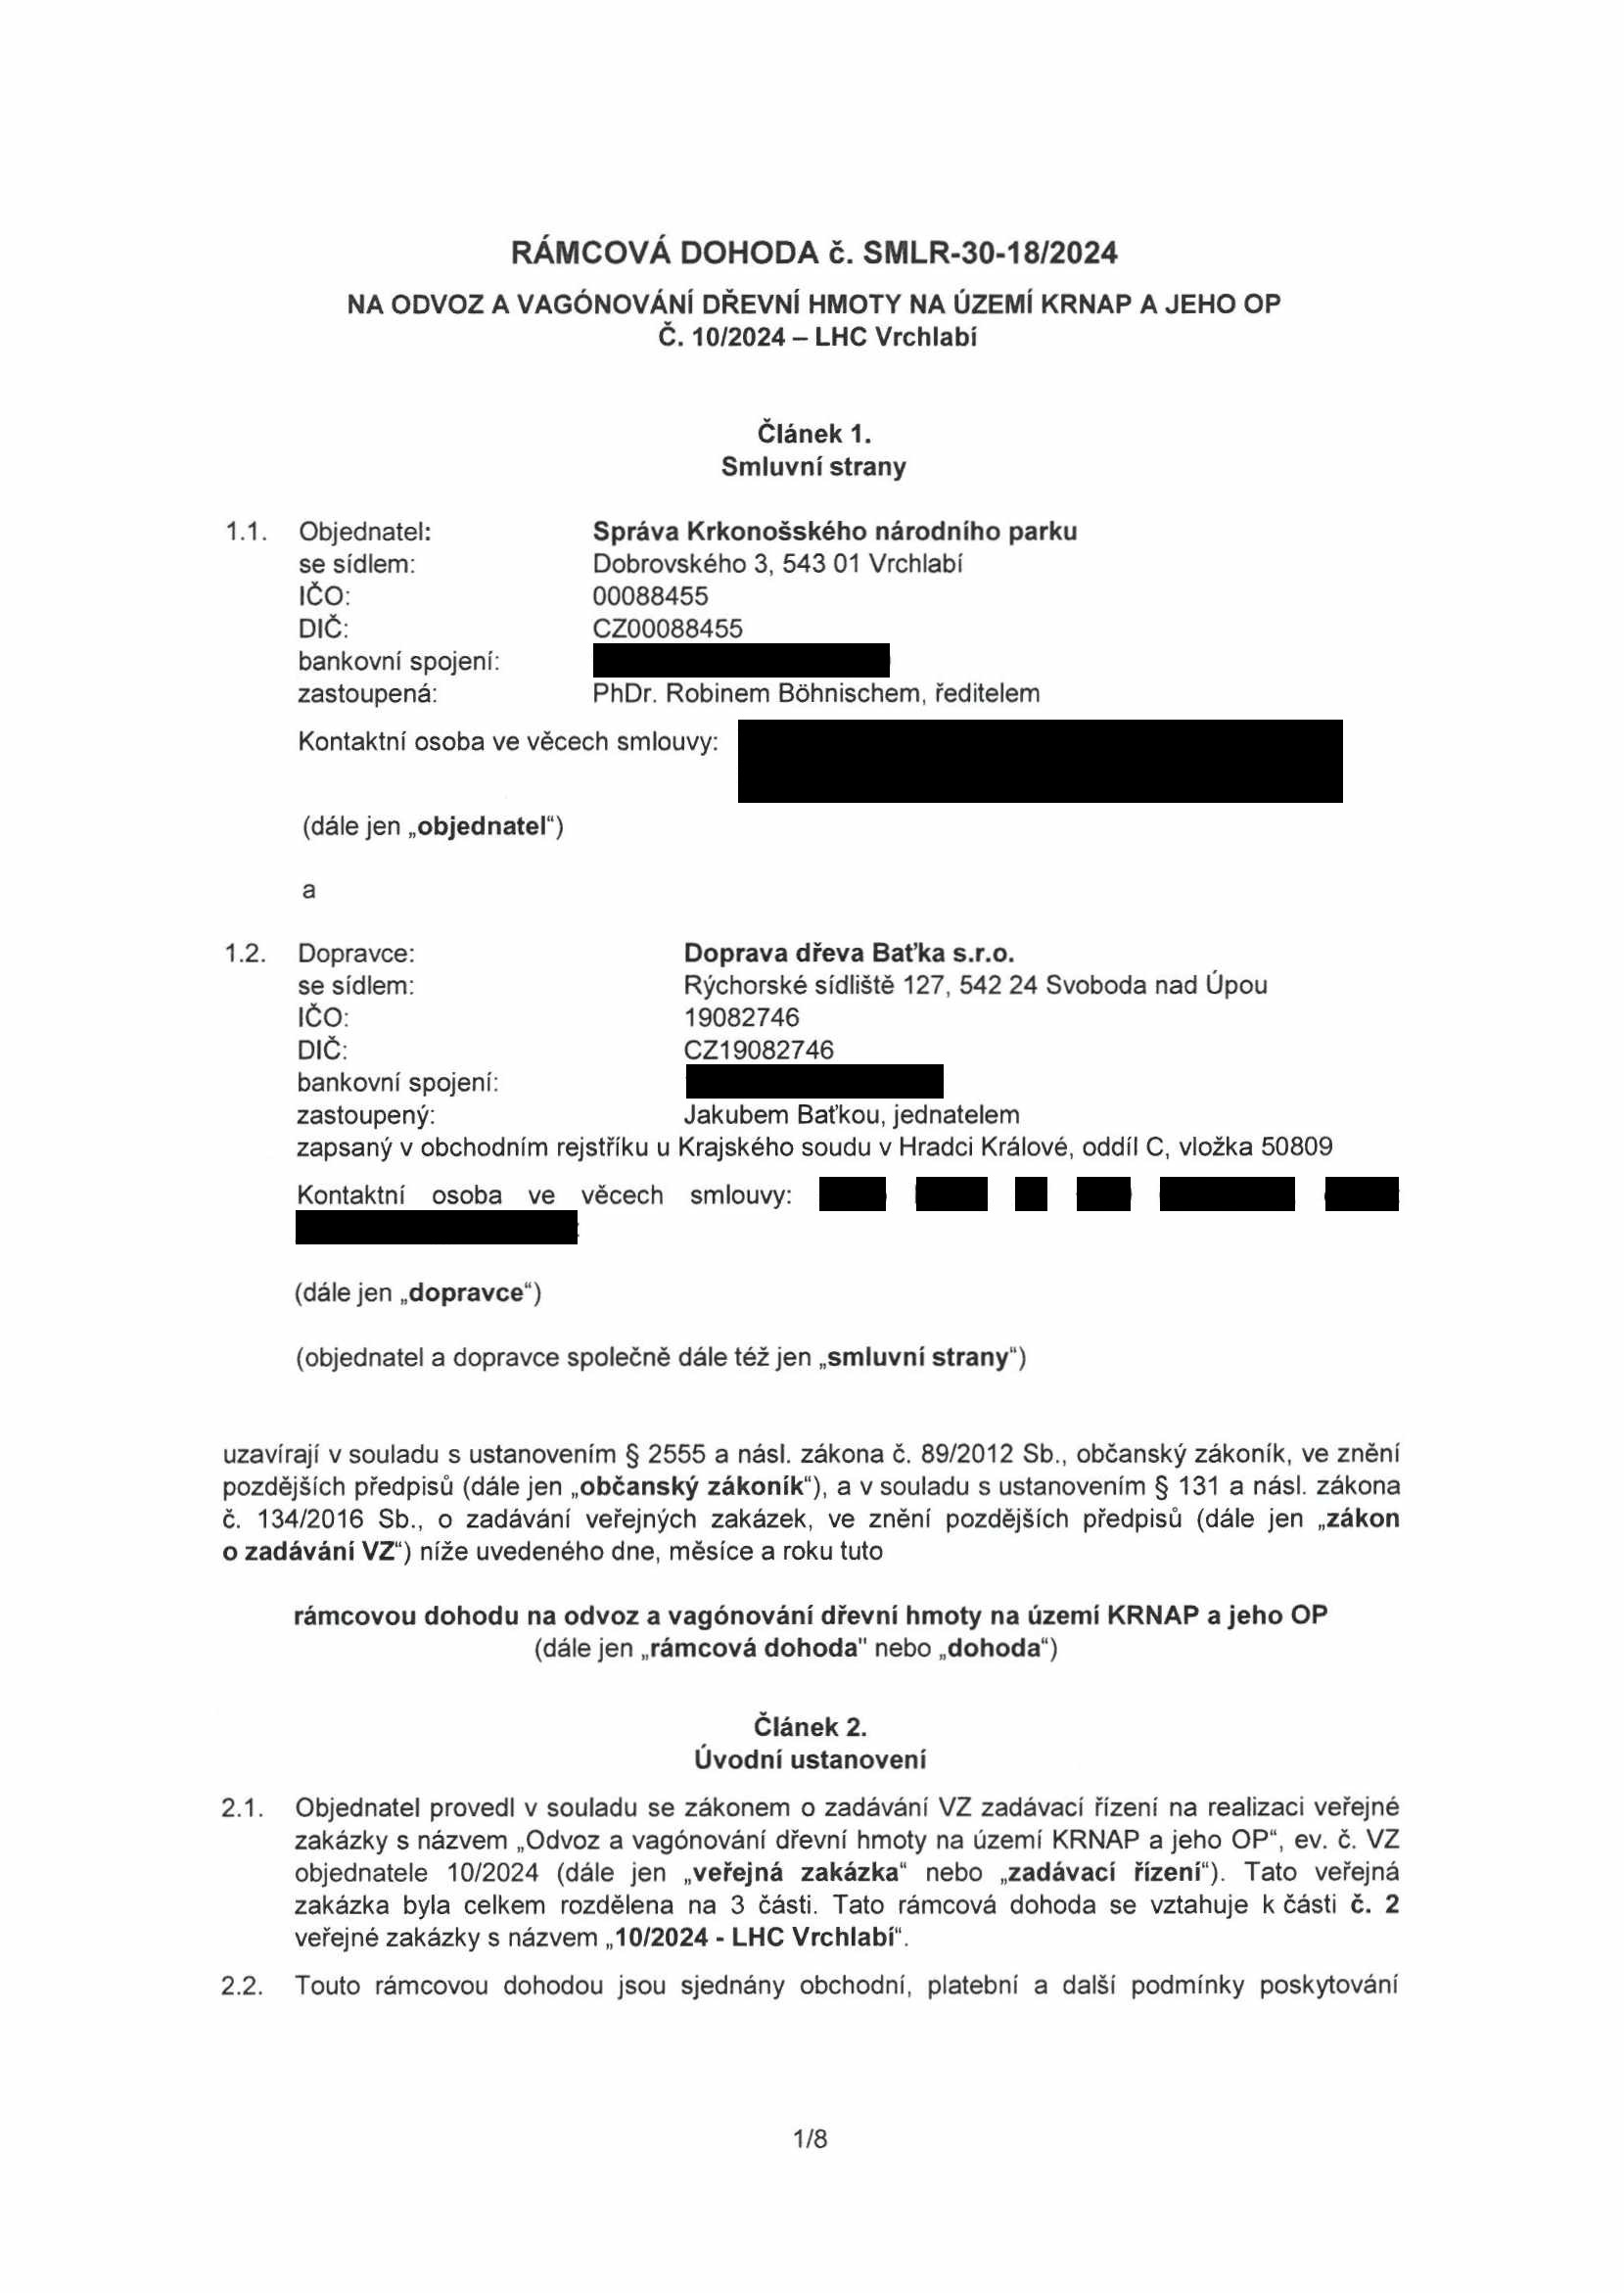 RÁMCOVÁ DOHODA č. SMLR-30-18/2024
NA ODVOZ A VAGÓNOVÁNÍ DŘEVNÍ HMOTY NA ÚZEMÍ KRNAP A JEHO OP
Č. 10/2024 – LHC Vrchlabí
Článek 1.
Smluvní strany
1.1. Objednatel: Správa Krkonošského národního parku
se sídlem: Dobrovského 3, 543 01 Vrchlabí
IČO: 00088455
DIČ: CZ00088455
bankovní spojení:
zastoupená: PhDr. Robinem Böhnischem, ředitelem
Kontaktní osoba ve věcech smlouvy:
(dále jen „objednatel“)
a
1.2. Dopravce: Doprava dřeva Baťka s.r.o.
se sídlem: Rýchorské sídliště 127, 542 24 Svoboda nad Úpou
IČO: 19082746
DIČ: CZ19082746
bankovní spojení:
zastoupený: Jakubem Baťkou, jednatelem
zapsaný v obchodním rejstříku u Krajského soudu v Hradci Králové, oddíl C, vložka 50809
Kontaktní osoba ve věcech smlouvy:
(dále jen „dopravce“)
(objednatel a dopravce společně dále též jen „smluvní strany“)
uzavírají v souladu s ustanovením § 2555 a násl. zákona č. 89/2012 Sb., občanský zákoník, ve znění
pozdějších předpisů (dále jen „občanský zákoník“), a v souladu s ustanovením § 131 a násl. zákona
č. 134/2016 Sb., o zadávání veřejných zakázek, ve znění pozdějších předpisů (dále jen „zákon
o zadávání VZ“) níže uvedeného dne, měsíce a roku tuto
rámcovou dohodu na odvoz a vagónování dřevní hmoty na území KRNAP a jeho OP
(dále jen „rámcová dohoda" nebo „dohoda“)
Článek 2.
Úvodní ustanovení
2.1. Objednatel provedl v souladu se zákonem o zadávání VZ zadávací řízení na realizaci veřejné
zakázky s názvem „Odvoz a vagónování dřevní hmoty na území KRNAP a jeho OP“, ev. č. VZ
objednatele 10/2024 (dále jen „veřejná zakázka“ nebo „zadávací řízení“). Tato veřejná
zakázka byla celkem rozdělena na 3 části. Tato rámcová dohoda se vztahuje k části č. 2
veřejné zakázky s názvem „10/2024 - LHC Vrchlabí“.
2.2. Touto rámcovou dohodou jsou sjednány obchodní, platební a další podmínky poskytování
1/8